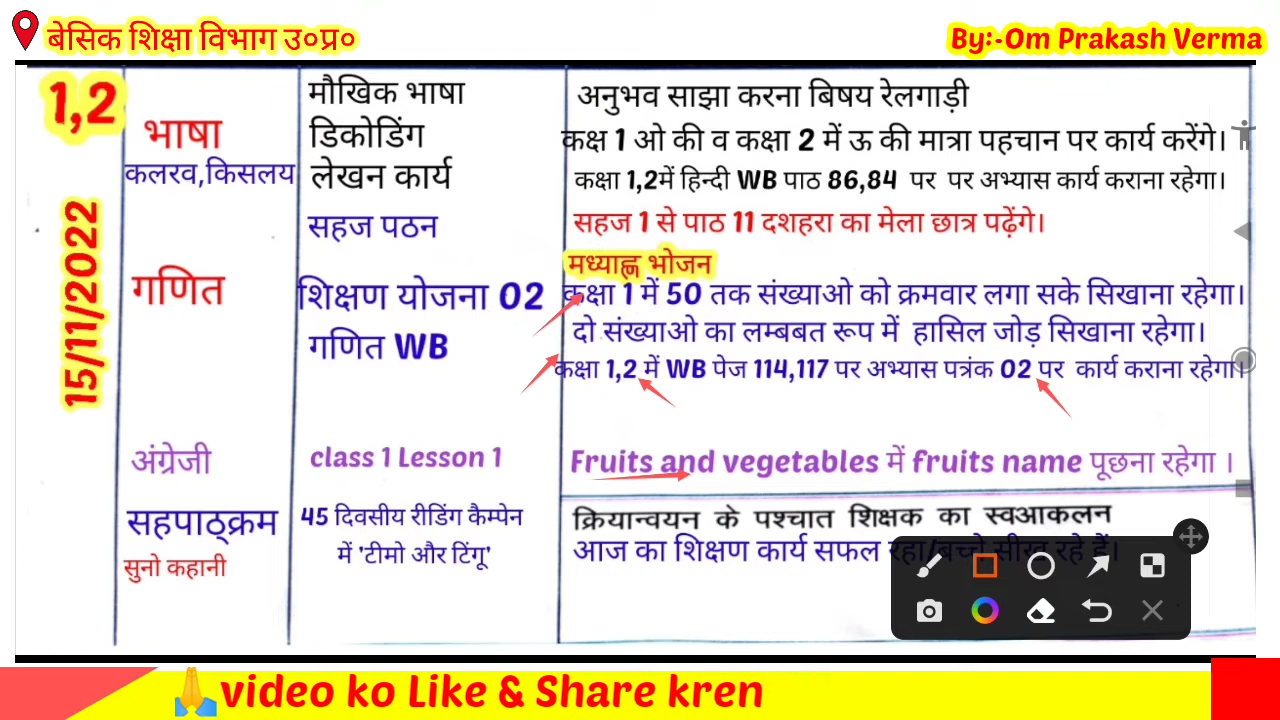 बेसिक शिक्षा विभाग उ०प्र०
By:-Om Prakash Verma
1,2
15/11/2022
भाषा
कलरव,किसलय
मौखिक भाषा
डिकोडिंग
लेखन कार्य
सहज पठन
अनुभव साझा करना बिषय रेलगाड़ी
कक्ष 1 ओ की व कक्षा 2 में ऊ की मात्रा पहचान पर कार्य करेंगे।
कक्षा 1,2में हिन्दी WB पाठ 86,84 पर पर अभ्यास कार्य कराना रहेगा।
सहज 1 से पाठ 11 दशहरा का मेला छात्र पढ़ेंगे।
मध्याह्न भोजन
गणित
शिक्षण योजना 02
गणित WB
कक्षा 1 में 50 तक संख्याओ को क्रमवार लगा सके सिखाना रहेगा।
दो संख्याओ का लम्बबत रूप में हासिल जोड़ सिखाना रहेगा।
कक्षा 1,2 में WB पेज 114,117 पर अभ्यास पत्रंक 02 पर कार्य कराना रहेगा।
अंग्रेजी
class 1 Lesson 1
Fruits and vegetables में fruits name पूछना रहेगा ।
सहपाठ्क्रम
सुनो कहानी
45 दिवसीय रीडिंग कैम्पेन
में 'टीमो और टिंगू'
क्रियान्वयन के पश्चात शिक्षक का स्वआकलन
आज का शिक्षण कार्य सफल रहा/बच्चे सीख रहे हैं।
🙏video ko Like & Share kren